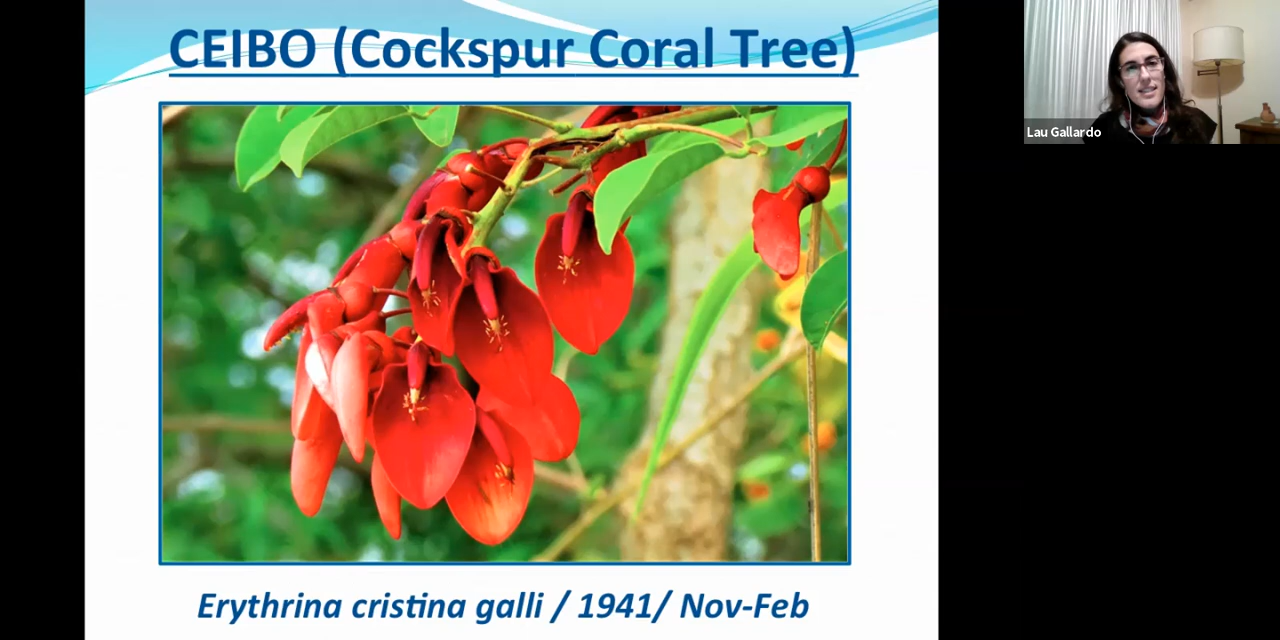 CEIBO (Cockspur Coral Tree)
Lau Gallardo
Erythrina cristina galli / 1941/ Nov-Feb